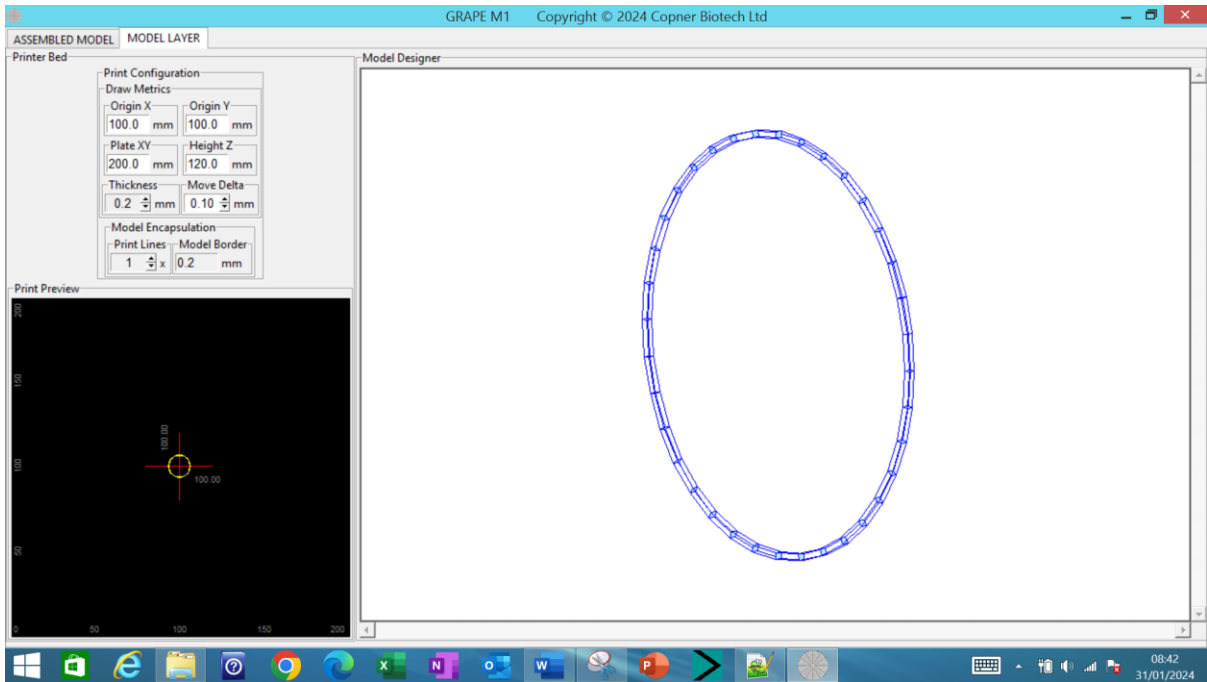 GRAPE M1 Copyright © 2024 Copner Biotech Ltd
ASSEMBLED MODEL MODEL LAYER
Printer Bed
Print Configuration
Draw Metrics
Origin X Origin Y
100.0 mm 100.0 mm
Plate XY Height Z
200.0 mm 120.0 mm
Thickness Move Delta
0.2 mm 0.10 mm
Model Encapsulation
Print Lines Model Border
1 x 0.2 mm
Print Preview
200
150
100
50
100.00
100.00
0 50 100 150 200
Model Designer
08:42
31/01/2024